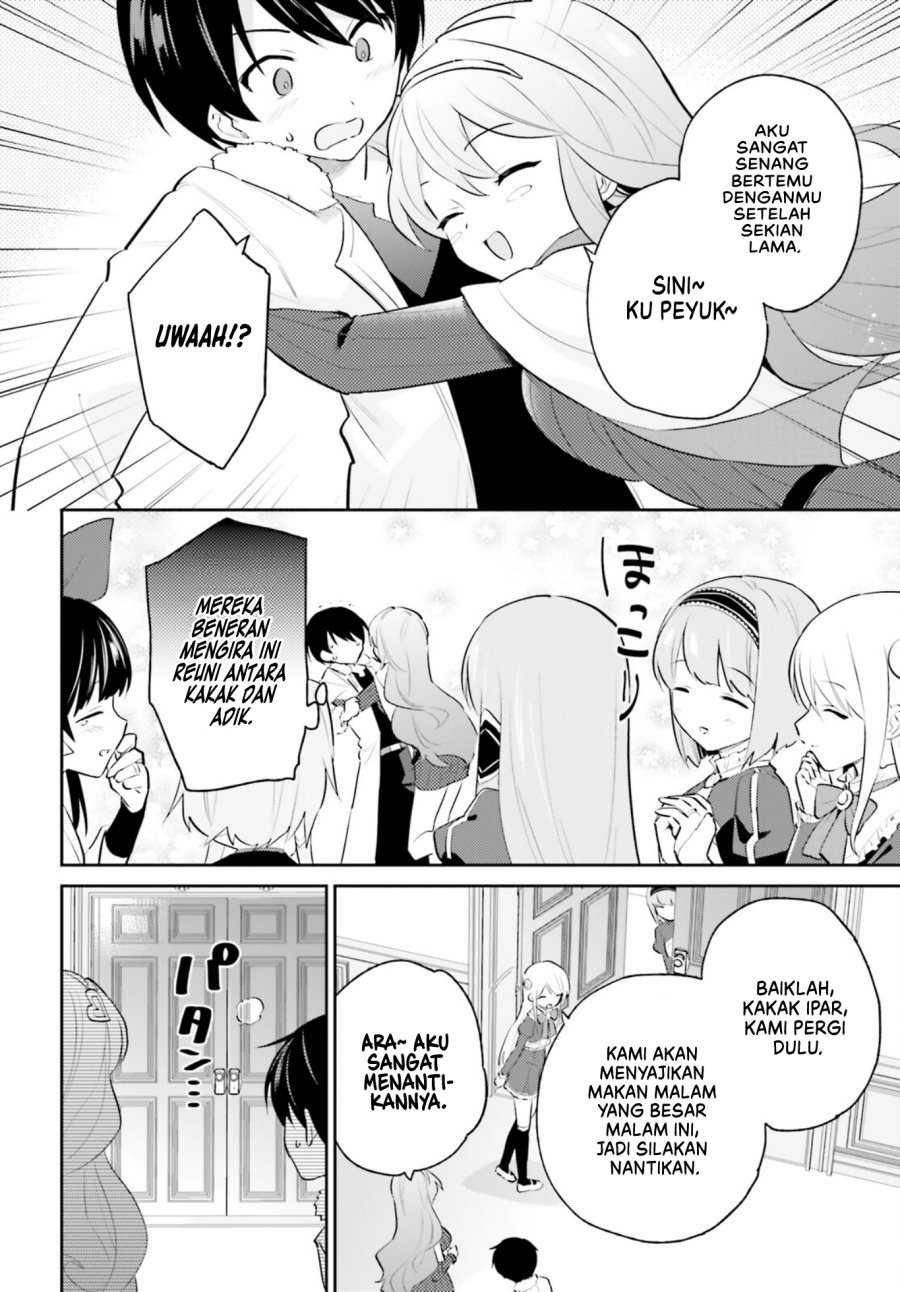 AKU
SANGAT
SENANG
BERTEMU
DENGANMU
SETELAH
SEKIAN
LAMA.
SINI~
KU PEYUK~
UWAAH!?
ほっこり
MEREKA
BENERAN
MENGIRA INI
REUNI ANTARA
KAKAK DAN
ADIK.
BAIKLAH,
KAKAK IPAR,
KAMI PERGI
DULU.
KAMI AKAN
MENYAJIKAN
MAKAN MALAM
YANG BESAR
MALAM INI,
JADI SILAKAN
NANTIKAN.
ARA~ AKU
SANGAT
MENANTI-
KANNYA.
パタン…